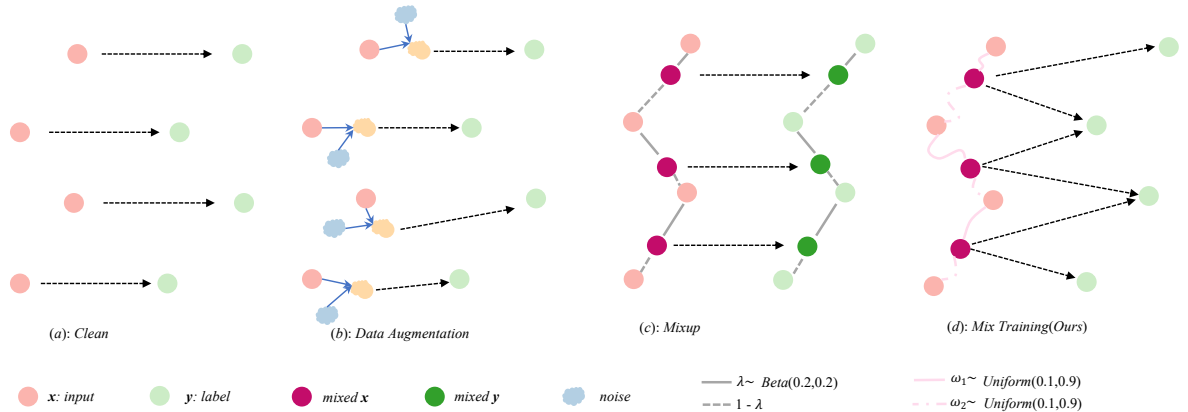 (a): Clean
(b): Data Augmentation
(c): Mixup
(d): Mix Training(Ours)
x: input
y: label
mixed x
mixed y
noise
λ~ Beta(0.2,0.2)
1 - λ
ω₁~ Uniform(0.1,0.9)
ω₂~ Uniform(0.1,0.9)